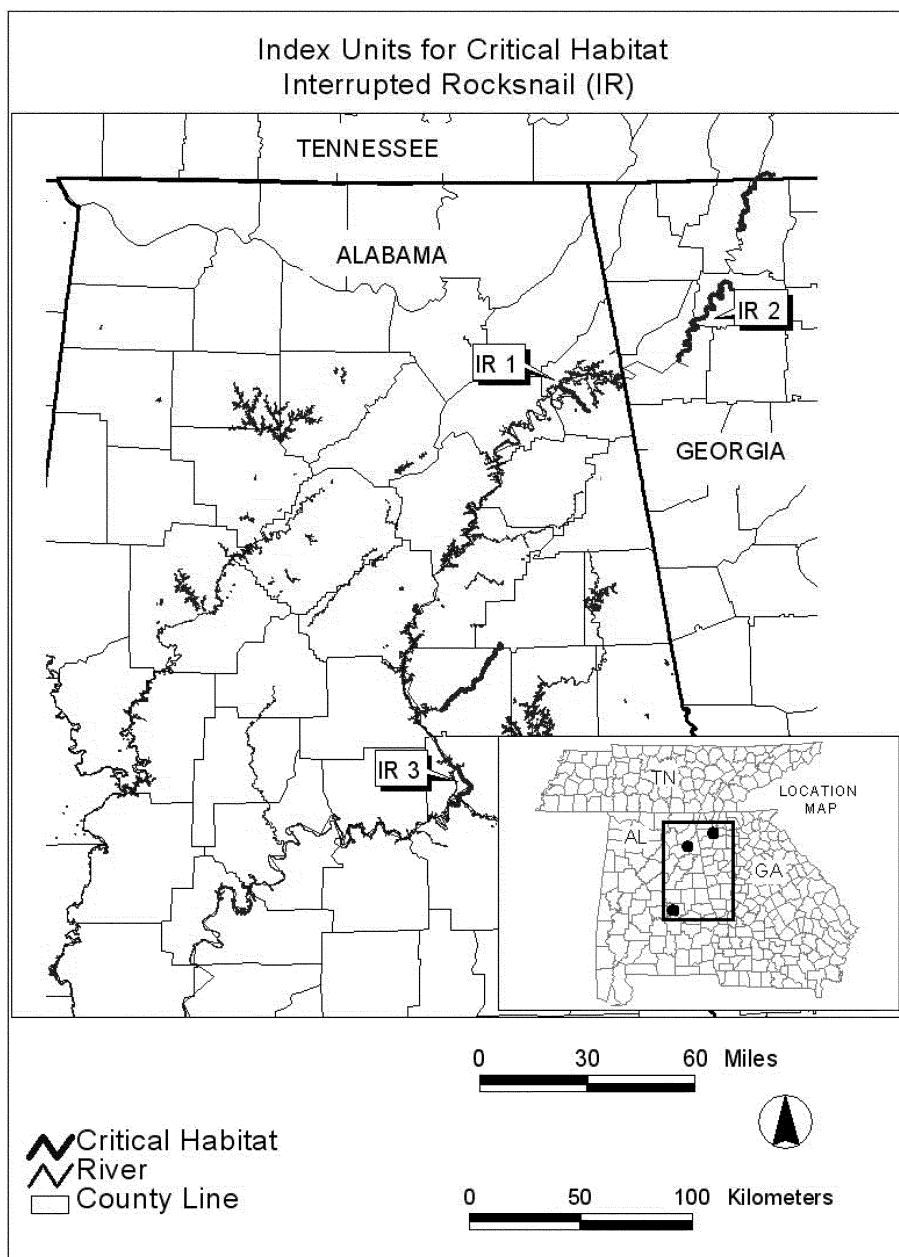 Index Units for Critical Habitat
Interrupted Rocksnail (IR)
TENNESSEE
ALABAMA
IR 2
IR 1
GEORGIA
IR 3
TN
LOCATION
MAP
AL
GA
0 30 60 Miles
Critical Habitat
River
County Line
0 50 100 Kilometers